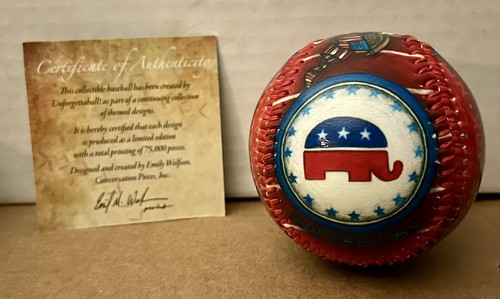 Certificate of Authenticity
This collectible baseball has been created by
Unforgettaball! as part of a continuing collection
of themed designs.
It is hereby certified that each design
is produced as a limited edition
with a total printing of 75,000 pieces.
Designed and created by Emily Wolfson,
Conversation Pieces, Inc.